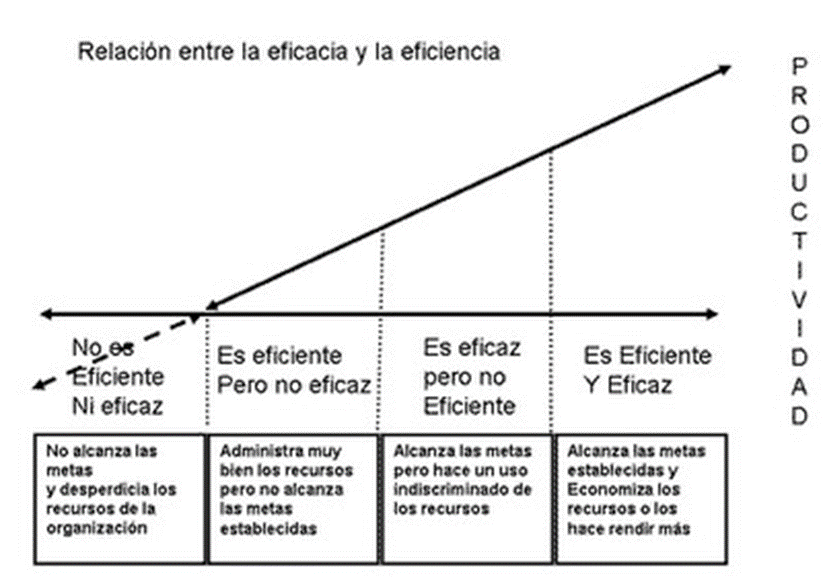 Relación entre la eficacia y la eficiencia
PRODUCTIVIDAD
No es
Eficiente
Ni eficaz
Es eficiente
Pero no eficaz
Es eficaz
pero no
Eficiente
Es Eficiente
Y Eficaz
No alcanza las
metas
y desperdicia los
recursos de la
organización
Administra muy
bien los recursos
pero no alcanza
las metas
establecidas
Alcanza las metas
pero hace un uso
indiscriminado de
los recursos
Alcanza las metas
establecidas y
Economiza los
recursos o los
hace rendir más